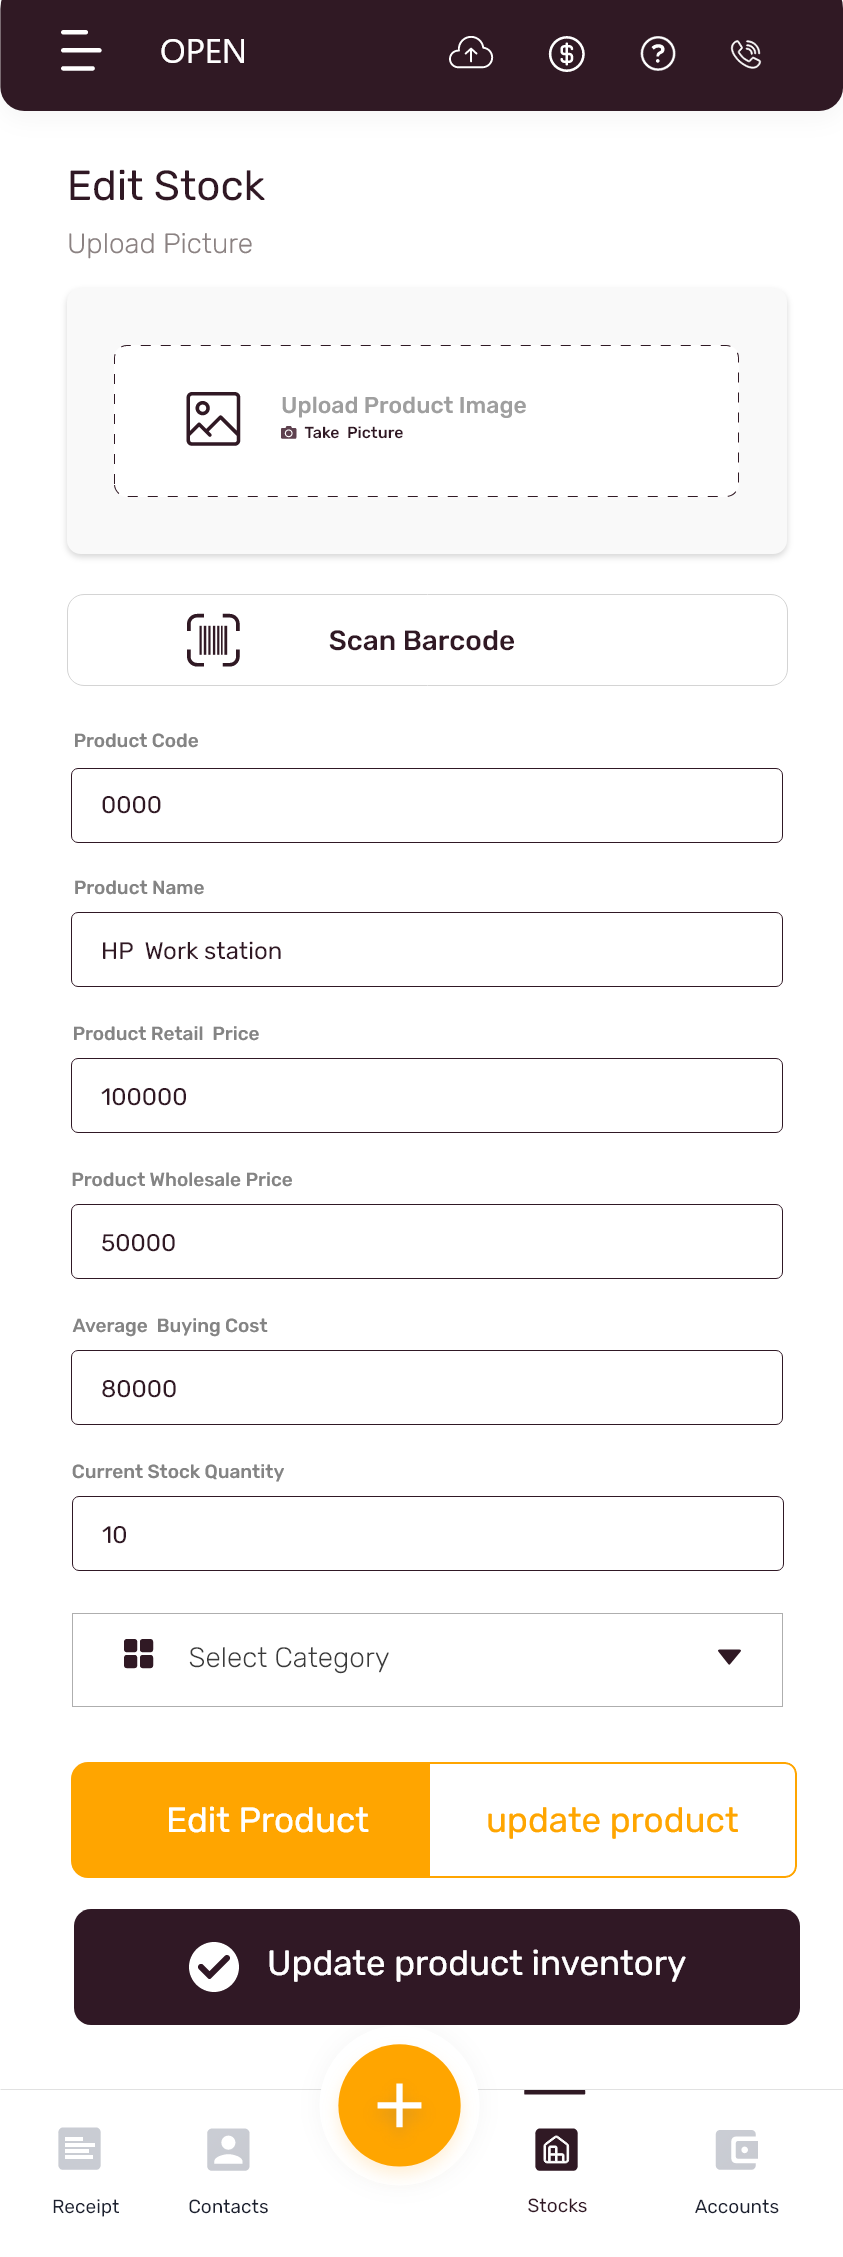 OPEN
Edit Stock
Upload Picture
Upload Product Image
Take Picture
Scan Barcode
Product Code
0000
Product Name
HP Work station
Product Retail Price
100000
Product Wholesale Price
50000
Average Buying Cost
80000
Current Stock Quantity
10
Select Category
Edit Product
update product
Update product inventory
Receipt
Contacts
Stocks
Accounts